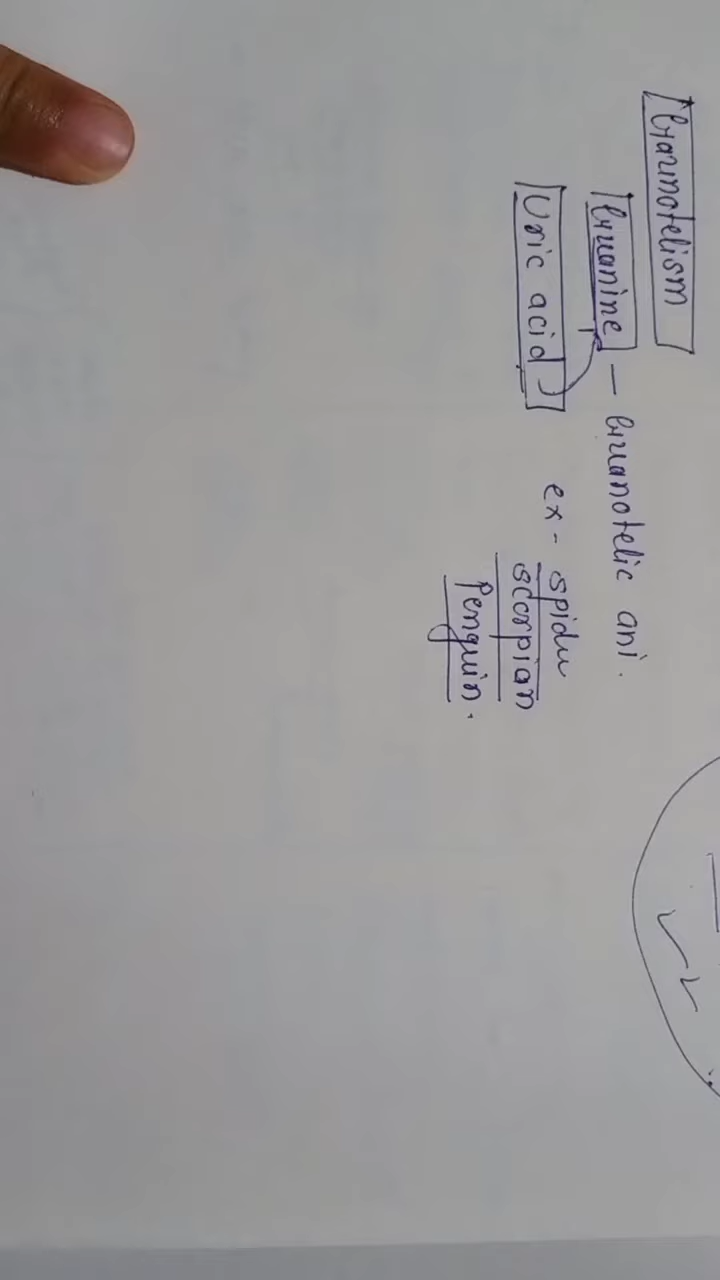 Guanotelism
Guanine - Guanotelic ani.
Uric acid
ex - spider
scorpian
Penguin.